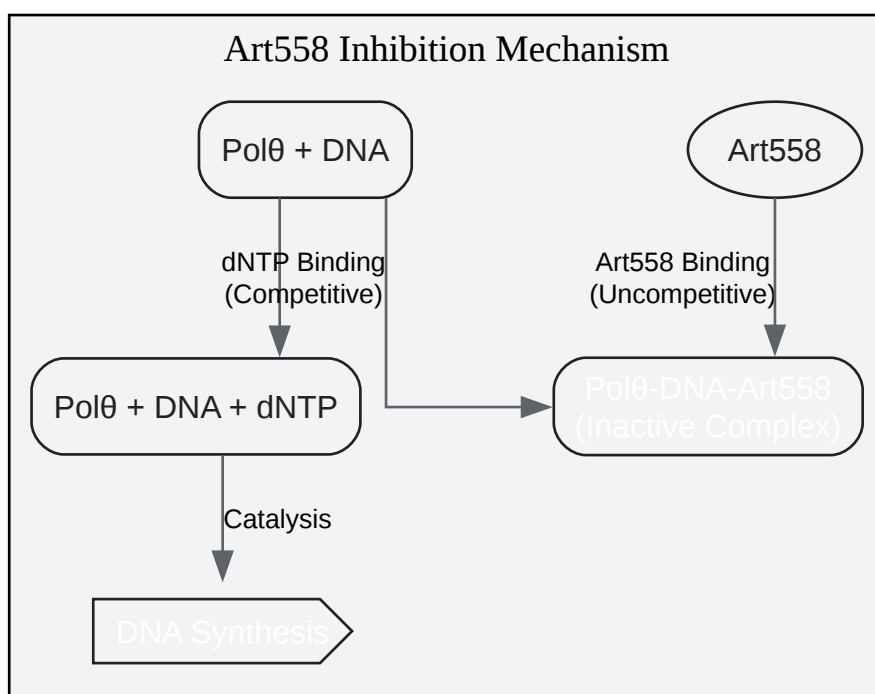 Art558 Inhibition Mechanism
Polθ + DNA
Art558
dNTP Binding
(Competitive)
Art558 Binding
(Uncompetitive)
Polθ + DNA + dNTP
Polθ-DNA-Art558
(Inactive Complex)
Catalysis
DNA Synthesis